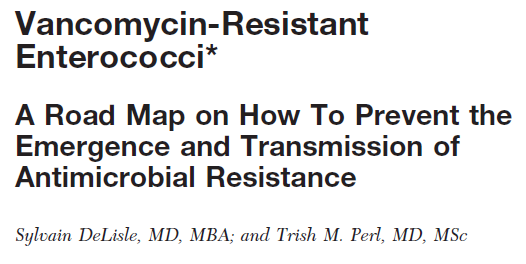 Vancomycin-Resistant
Enterococci*
A Road Map on How To Prevent the
Emergence and Transmission of
Antimicrobial Resistance
Sylvain DeLisle, MD, MBA; and Trish M. Perl, MD, MSc